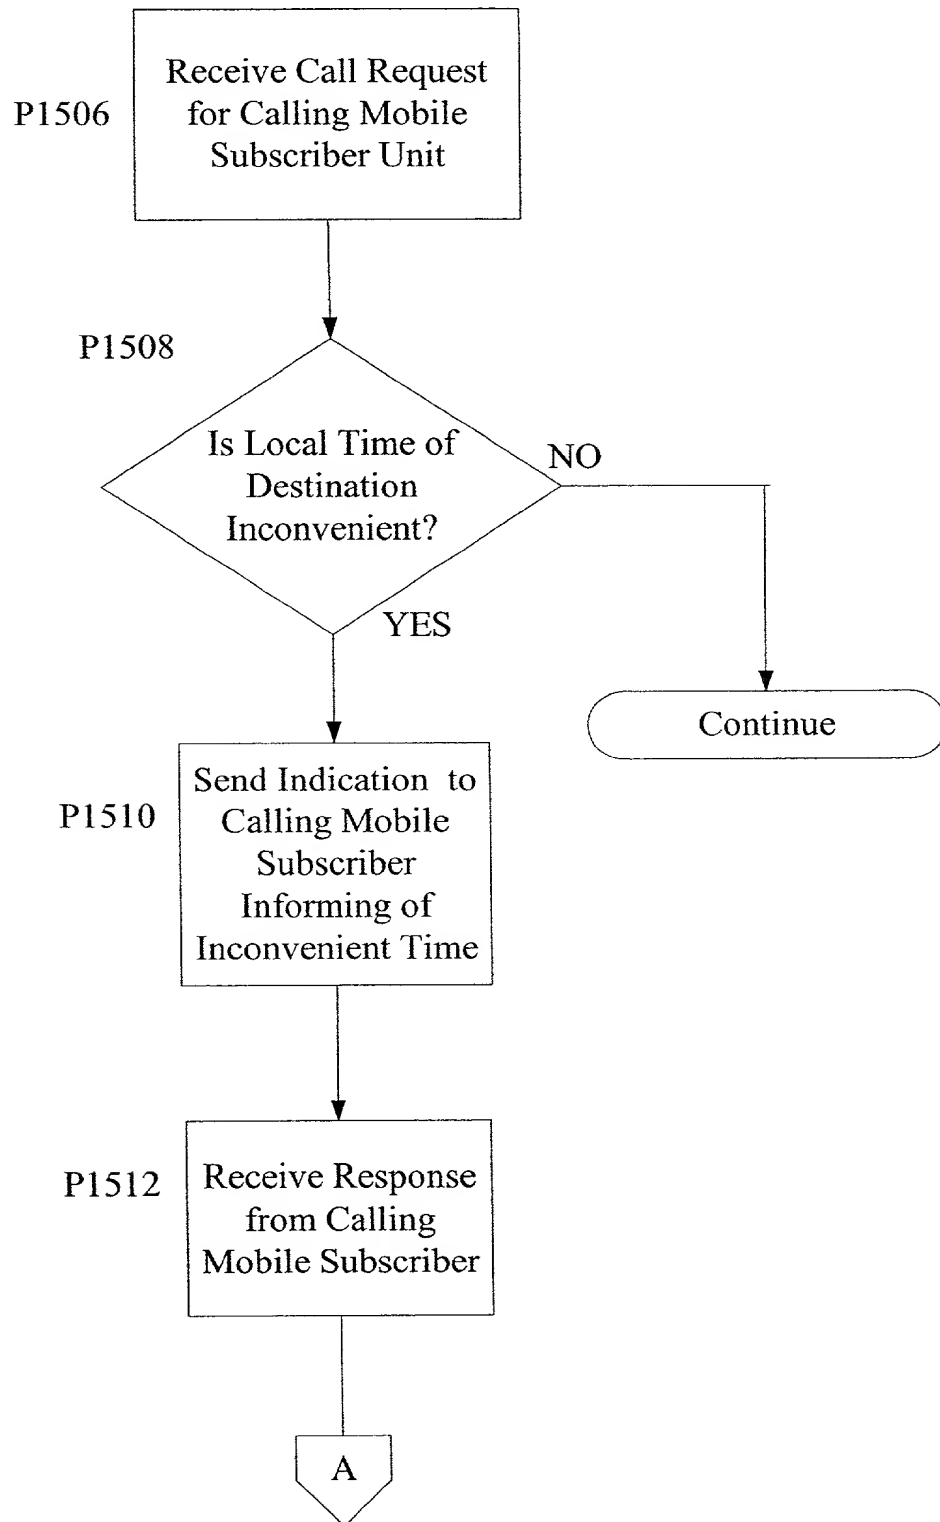 Receive Call Request
for Calling Mobile
Subscriber Unit
P1506
P1508
Is Local Time of
Destination
Inconvenient?
NO
YES
Continue
P1510
Send Indication to
Calling Mobile
Subscriber
Informing of
Inconvenient Time
P1512
Receive Response
from Calling
Mobile Subscriber
A